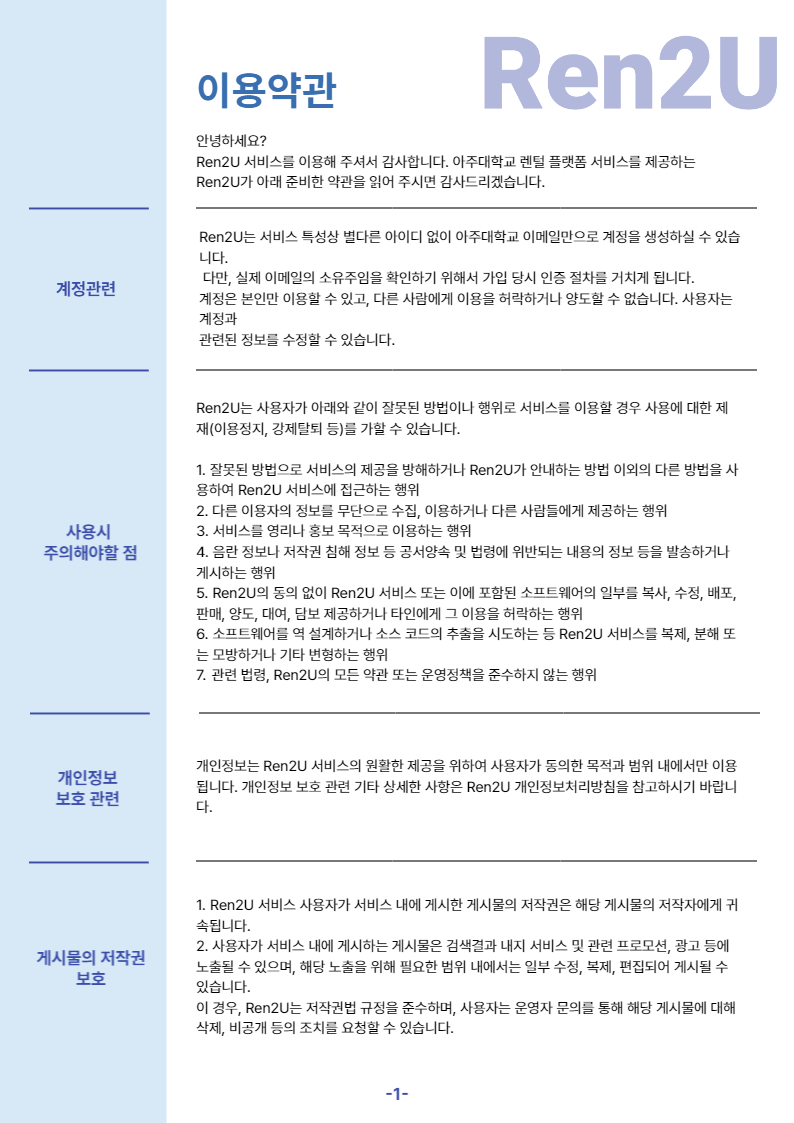 Ren2U
이용약관
안녕하세요?
Ren2U 서비스를 이용해 주셔서 감사합니다. 아주대학교 렌털 플랫폼 서비스를 제공하는
Ren2U가 아래 준비한 약관을 읽어 주시면 감사드리겠습니다.
계정관련
Ren2U는 서비스 특성상 별다른 아이디 없이 아주대학교 이메일만으로 계정을 생성하실 수 있습
니다.
다만, 실제 이메일의 소유주임을 확인하기 위해서 가입 당시 인증 절차를 거치게 됩니다.
계정은 본인만 이용할 수 있고, 다른 사람에게 이용을 허락하거나 양도할 수 없습니다. 사용자는
계정과
관련된 정보를 수정할 수 있습니다.
사용시
주의해야할 점
Ren2U는 사용자가 아래와 같이 잘못된 방법이나 행위로 서비스를 이용할 경우 사용에 대한 제
재(이용정지, 강제탈퇴 등)를 가할 수 있습니다.
1. 잘못된 방법으로 서비스의 제공을 방해하거나 Ren2U가 안내하는 방법 이외의 다른 방법을 사
용하여 Ren2U 서비스에 접근하는 행위
2. 다른 이용자의 정보를 무단으로 수집, 이용하거나 다른 사람들에게 제공하는 행위
3. 서비스를 영리나 홍보 목적으로 이용하는 행위
4. 음란 정보나 저작권 침해 정보 등 공서양속 및 법령에 위반되는 내용의 정보 등을 발송하거나
게시하는 행위
5. Ren2U의 동의 없이 Ren2U 서비스 또는 이에 포함된 소프트웨어의 일부를 복사, 수정, 배포,
판매, 양도, 대여, 담보 제공하거나 타인에게 그 이용을 허락하는 행위
6. 소프트웨어를 역 설계하거나 소스 코드의 추출을 시도하는 등 Ren2U 서비스를 복제, 분해 또
는 모방하거나 기타 변형하는 행위
7. 관련 법령, Ren2U의 모든 약관 또는 운영정책을 준수하지 않는 행위
개인정보
보호 관련
개인정보는 Ren2U 서비스의 원활한 제공을 위하여 사용자가 동의한 목적과 범위 내에서만 이용
됩니다. 개인정보 보호 관련 기타 상세한 사항은 Ren2U 개인정보처리방침을 참고하시기 바랍니
다.
게시물의 저작권
보호
1. Ren2U 서비스 사용자가 서비스 내에 게시한 게시물의 저작권은 해당 게시물의 저작자에게 귀
속됩니다.
2. 사용자가 서비스 내에 게시하는 게시물은 검색결과 내지 서비스 및 관련 프로모션, 광고 등에
노출될 수 있으며, 해당 노출을 위해 필요한 범위 내에서는 일부 수정, 복제, 편집되어 게시될 수
있습니다.
이 경우, Ren2U는 저작권법 규정을 준수하며, 사용자는 운영자 문의를 통해 해당 게시물에 대해
삭제, 비공개 등의 조치를 요청할 수 있습니다.
-1-